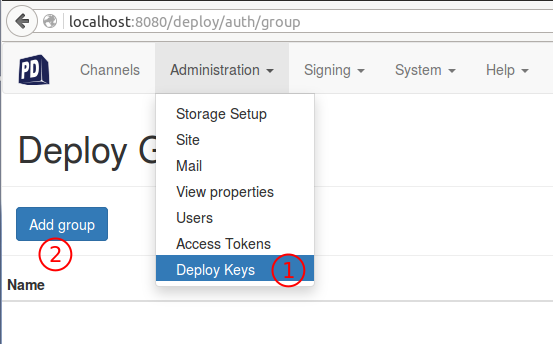 localhost:8080/deploy/auth/group
PD Channels Administration Signing System Help
Storage Setup
Site
Mail
View properties
Users
Access Tokens
Deploy Keys 1
Deploy G
Add group
2
Name